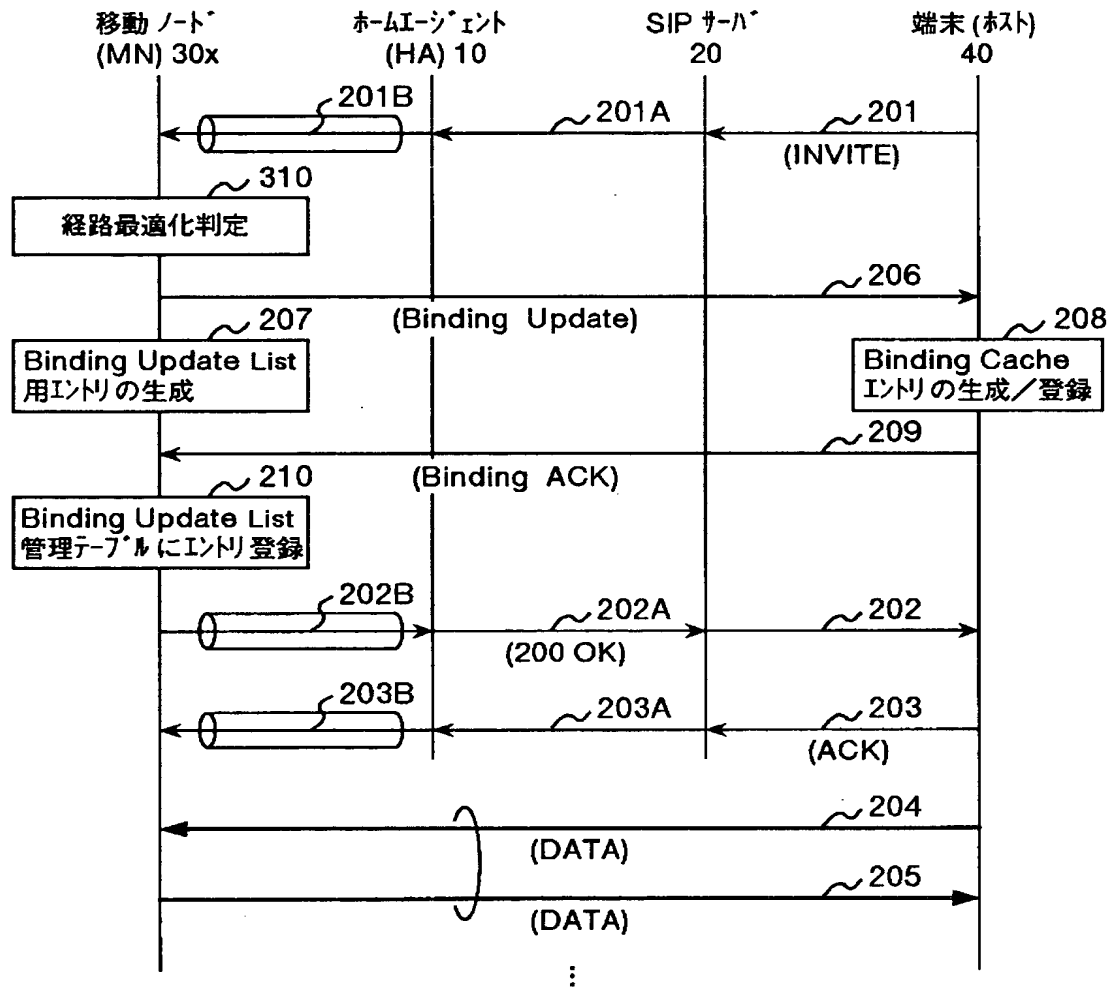 移動ノード
(MN) 30x
ホームエージェント
(HA) 10
SIP サーバ
20
端末 (ホスト)
40
201B
201A
201
(INVITE)
310
経路最適化判定
206
(Binding Update)
207
208
Binding Update List
用エントリの生成
Binding Cache
エントリの生成/登録
209
(Binding ACK)
210
Binding Update List
管理テーブルにエントリ登録
202B
202A
202
(200 OK)
203B
203A
203
(ACK)
204
(DATA)
205
(DATA)
⋮